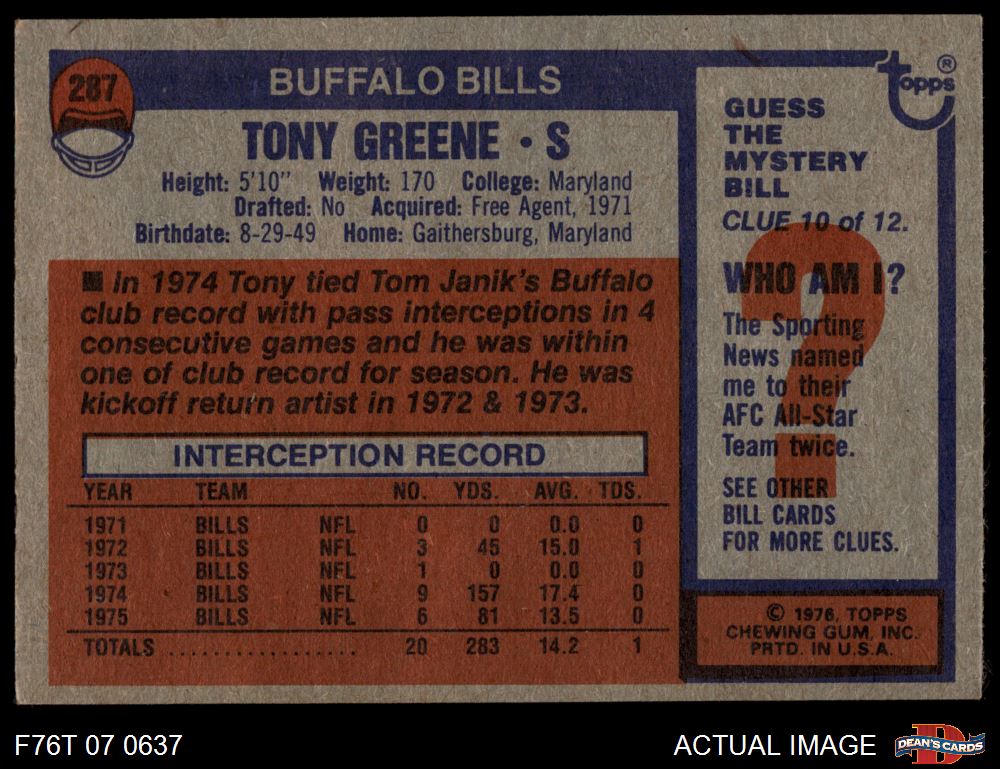 287
BUFFALO BILLS
TONY GREENE • S
Height: 5'10" Weight: 170 College: Maryland
Drafted: No Acquired: Free Agent, 1971
Birthdate: 8-29-49 Home: Gaithersburg, Maryland
■ In 1974 Tony tied Tom Janik's Buffalo
club record with pass interceptions in 4
consecutive games and he was within
one of club record for season. He was
kickoff return artist in 1972 & 1973.
INTERCEPTION RECORD
YEAR TEAM NO. YDS. AVG. TDS.
1971 BILLS NFL 0 0 0.0 0
1972 BILLS NFL 3 45 15.0 1
1973 BILLS NFL 1 0 0.0 0
1974 BILLS NFL 9 157 17.4 0
1975 BILLS NFL 6 81 13.5 0
TOTALS .................. 20 283 14.2 1
Topps®
GUESS
THE
MYSTERY
BILL
CLUE 10 of 12.
?
WHO AM I?
The Sporting
News named
me to their
AFC All-Star
Team twice.
SEE OTHER
BILL CARDS
FOR MORE CLUES.
© 1976, TOPPS
CHEWING GUM, INC.
PRTD. IN U.S.A.
F76T 07 0637
ACTUAL IMAGE
D
DEAN'S CARDS